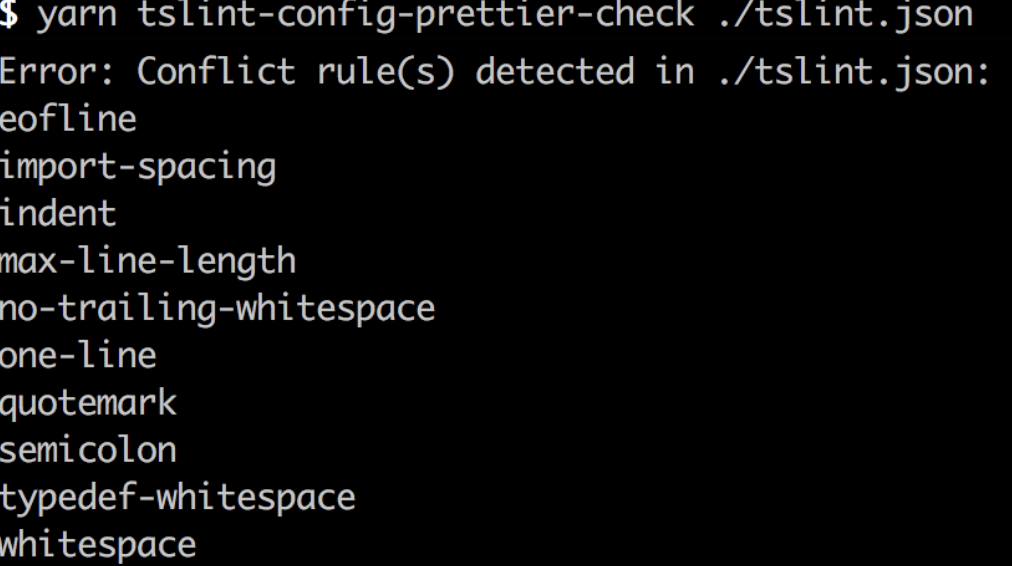 $ yarn tslint-config-prettier-check ./tslint.json
Error: Conflict rule(s) detected in ./tslint.json:
eofline
import-spacing
indent
max-line-length
no-trailing-whitespace
one-line
quotemark
semicolon
typedef-whitespace
whitespace